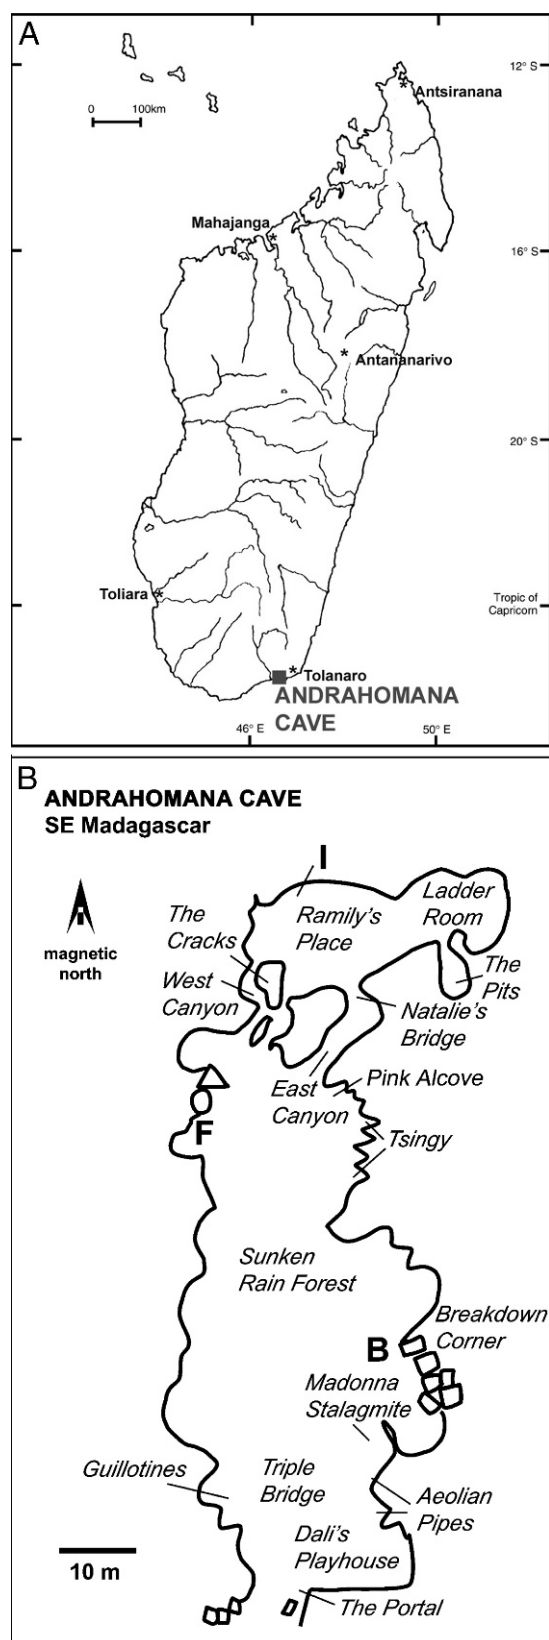 A
12° S
Antsiranana
0 100km
Mahajanga
16° S
Antananarivo
20° S
Toliara
Tropic of
Capricorn
Tolanaro
ANDRAHOMANA
CAVE
46° E
50° E
B
ANDRAHOMANA CAVE
SE Madagascar
magnetic
north
I
The
Cracks
Ramily's
Place
Ladder
Room
West
Canyon
The
Pits
Natalie's
Bridge
East
Canyon
Pink Alcove
F
Tsingy
Sunken
Rain Forest
Breakdown
Corner
B
Madonna
Stalagmite
Guillotines
Triple
Bridge
Aeolian
Pipes
Dali's
Playhouse
10 m
The Portal